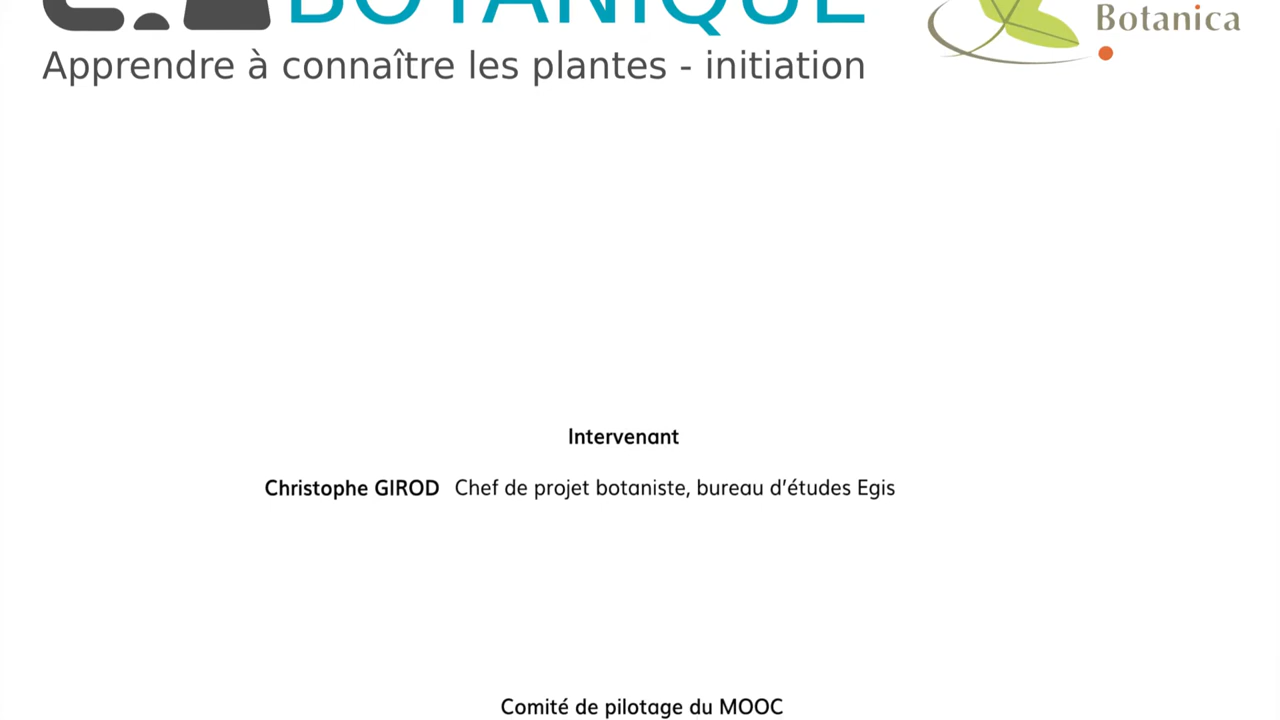 BOTANIQUE
Botanica
Apprendre à connaître les plantes - initiation
Intervenant
Christophe GIROD Chef de projet botaniste, bureau d'études Egis
Comité de pilotage du MOOC